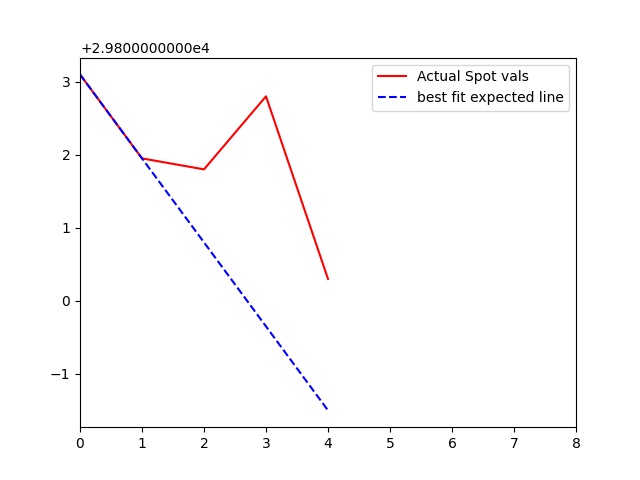 +2.9800000000e4
Actual Spot vals
best fit expected line
3
2
1
0
−1
0 1 2 3 4 5 6 7 8